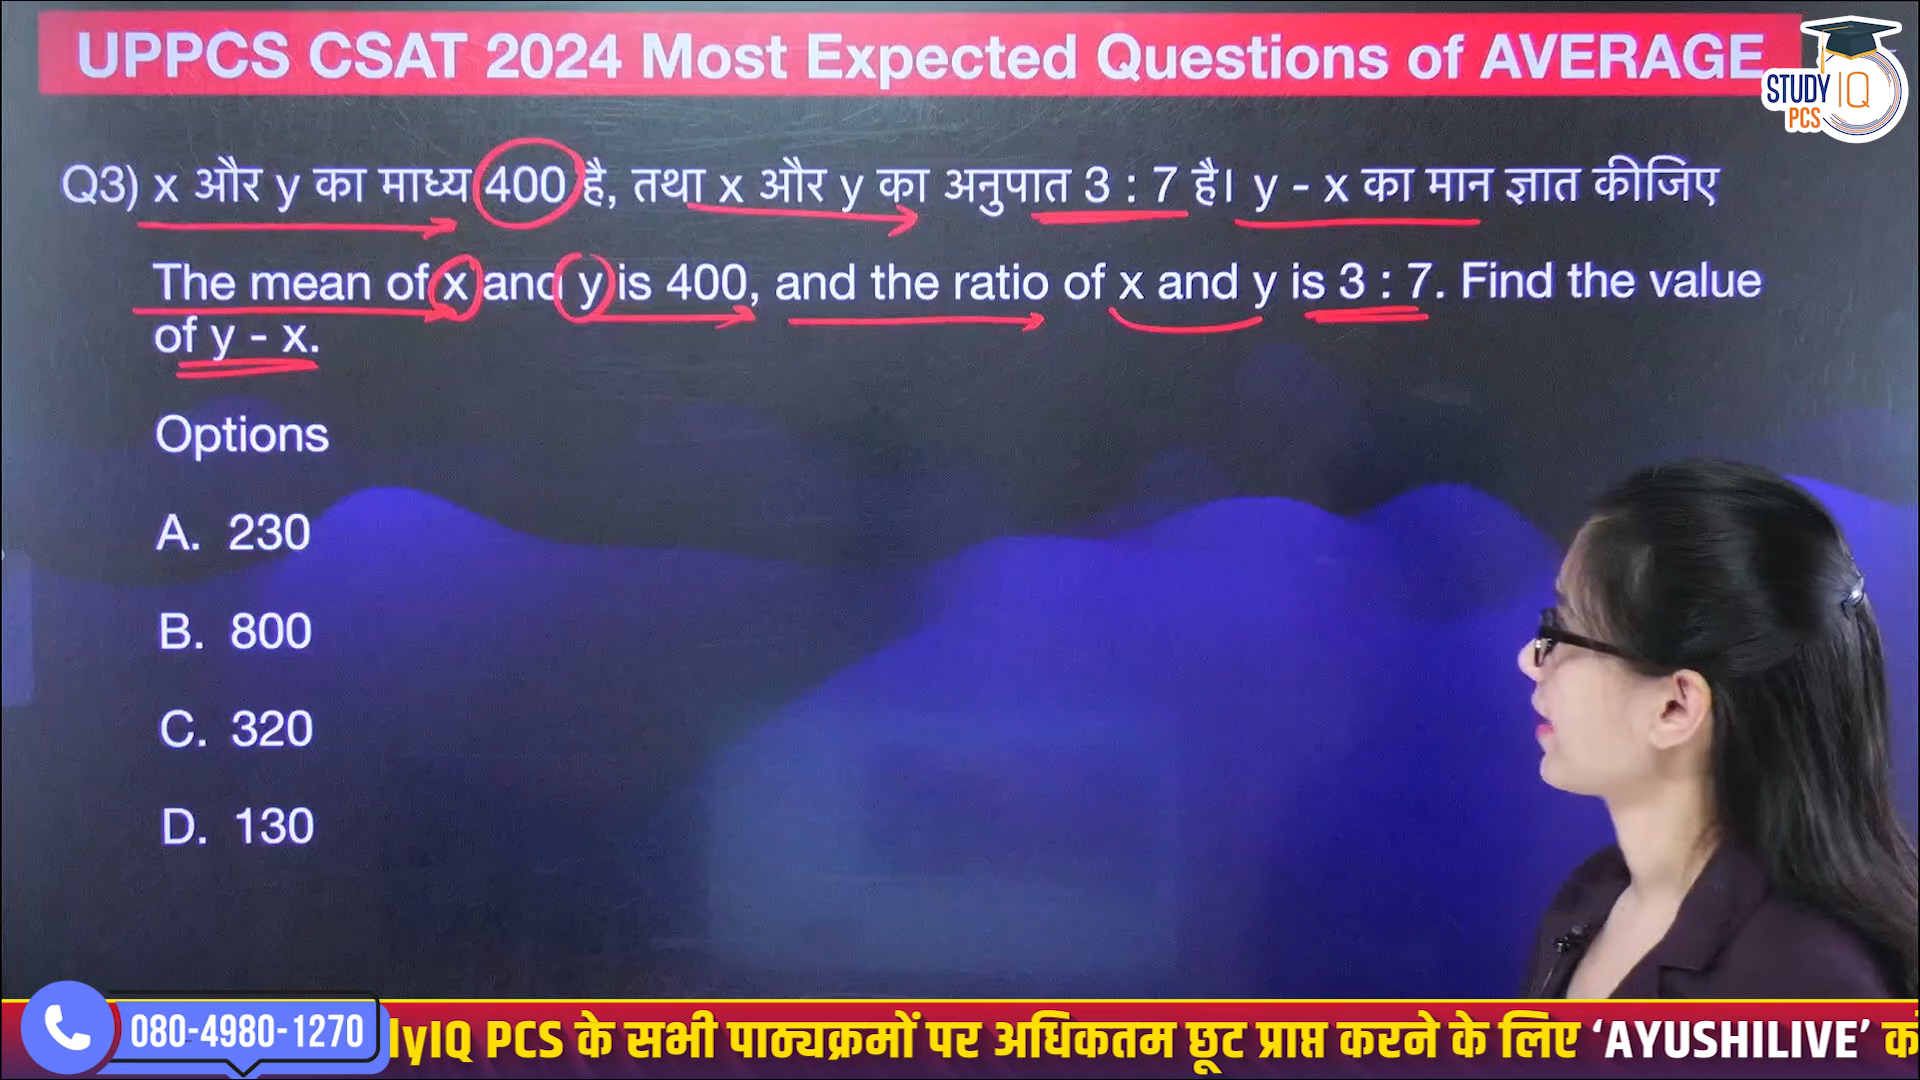 UPPCS CSAT 2024 Most Expected Questions of AVERAGE
STUDY IQ
PCS
Q3) x और y का माध्य 400 है, तथा x और y का अनुपात 3 : 7 है। y - x का मान ज्ञात कीजिए
The mean of x and y is 400, and the ratio of x and y is 3 : 7. Find the value
of y - x.
Options
A. 230
B. 800
C. 320
D. 130
080-4980-1270
IyIQ PCS के सभी पाठ्यक्रमों पर अधिकतम छूट प्राप्त करने के लिए ‘AYUSHILIVE’ को